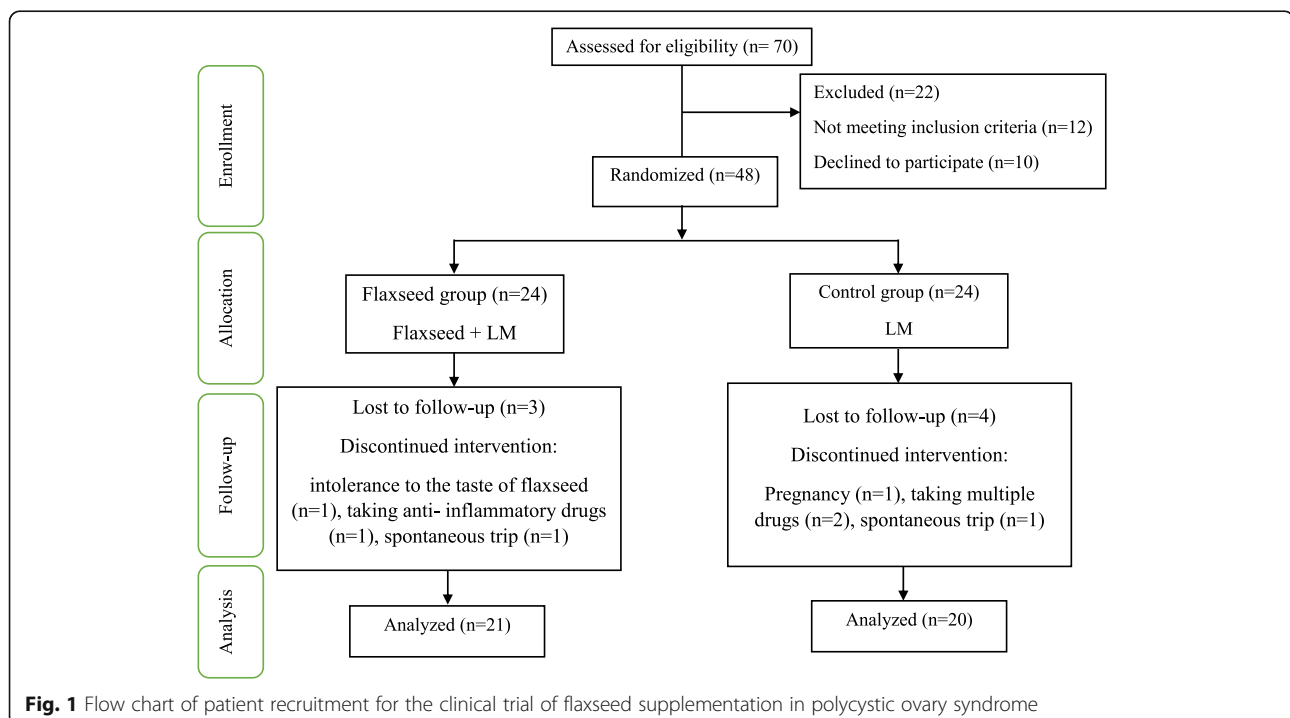 Assessed for eligibility (n= 70)
Enrollment
Excluded (n=22)
Not meeting inclusion criteria (n=12)
Declined to participate (n=10)
Randomized (n=48)
Allocation
Flaxseed group (n=24)
Flaxseed + LM
Control group (n=24)
LM
Follow-up
Lost to follow-up (n=3)
Discontinued intervention:
intolerance to the taste of flaxseed
(n=1), taking anti- inflammatory drugs
(n=1), spontaneous trip (n=1)
Lost to follow-up (n=4)
Discontinued intervention:
Pregnancy (n=1), taking multiple
drugs (n=2), spontaneous trip (n=1)
Analysis
Analyzed (n=21)
Analyzed (n=20)
Fig. 1 Flow chart of patient recruitment for the clinical trial of flaxseed supplementation in polycystic ovary syndrome